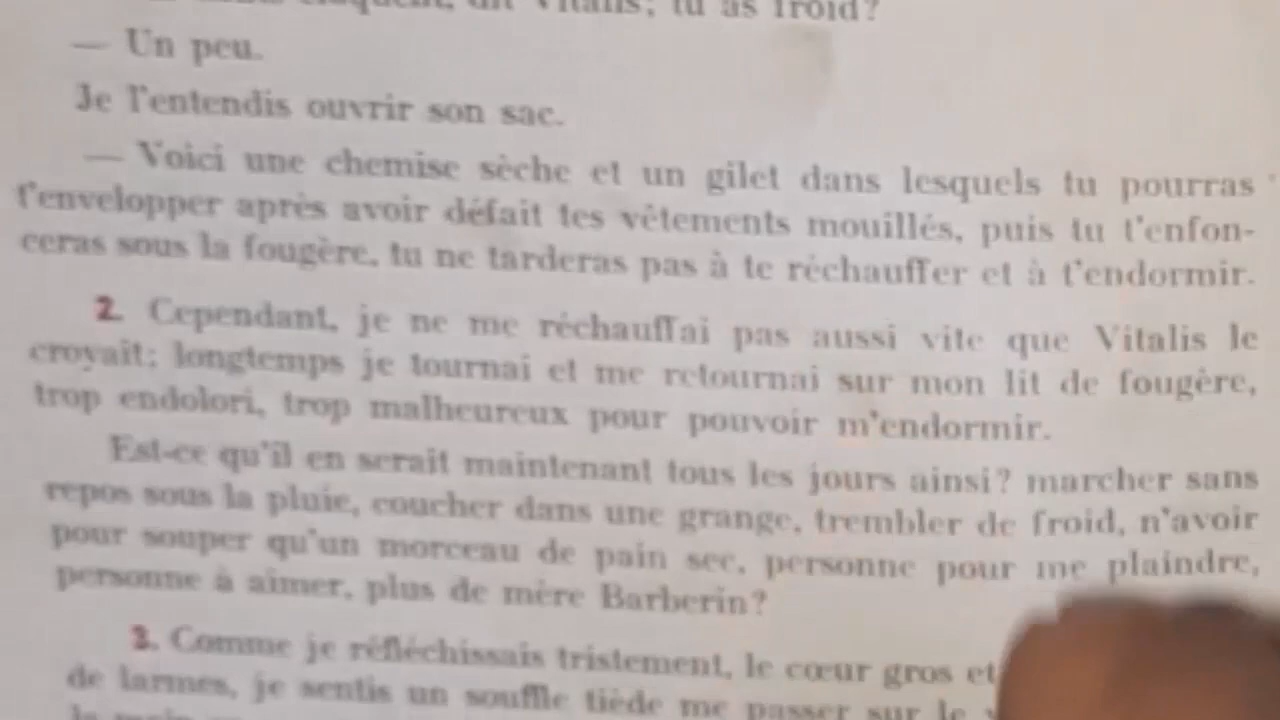 dit Vitalis; tu as froid?
— Un peu.
Je l'entendis ouvrir son sac.
— Voici une chemise sèche et un gilet dans lesquels tu pourras
t'envelopper après avoir défait tes vêtements mouillés, puis tu t'enfon-
ceras sous la fougère, tu ne tarderas pas à te réchauffer et à t'endormir.
2. Cependant, je ne me réchauffai pas aussi vite que Vitalis le
croyait; longtemps je tournai et me retournai sur mon lit de fougère,
trop endolori, trop malheureux pour pouvoir m'endormir.
Est-ce qu'il en serait maintenant tous les jours ainsi? marcher sans
repos sous la pluie, coucher dans une grange, trembler de froid, n'avoir
pour souper qu'un morceau de pain sec, personne pour me plaindre,
personne à aimer, plus de mère Barberin?
3. Comme je réfléchissais tristement, le cœur gros et
de larmes, je sentis un souffle tiède me passer sur le